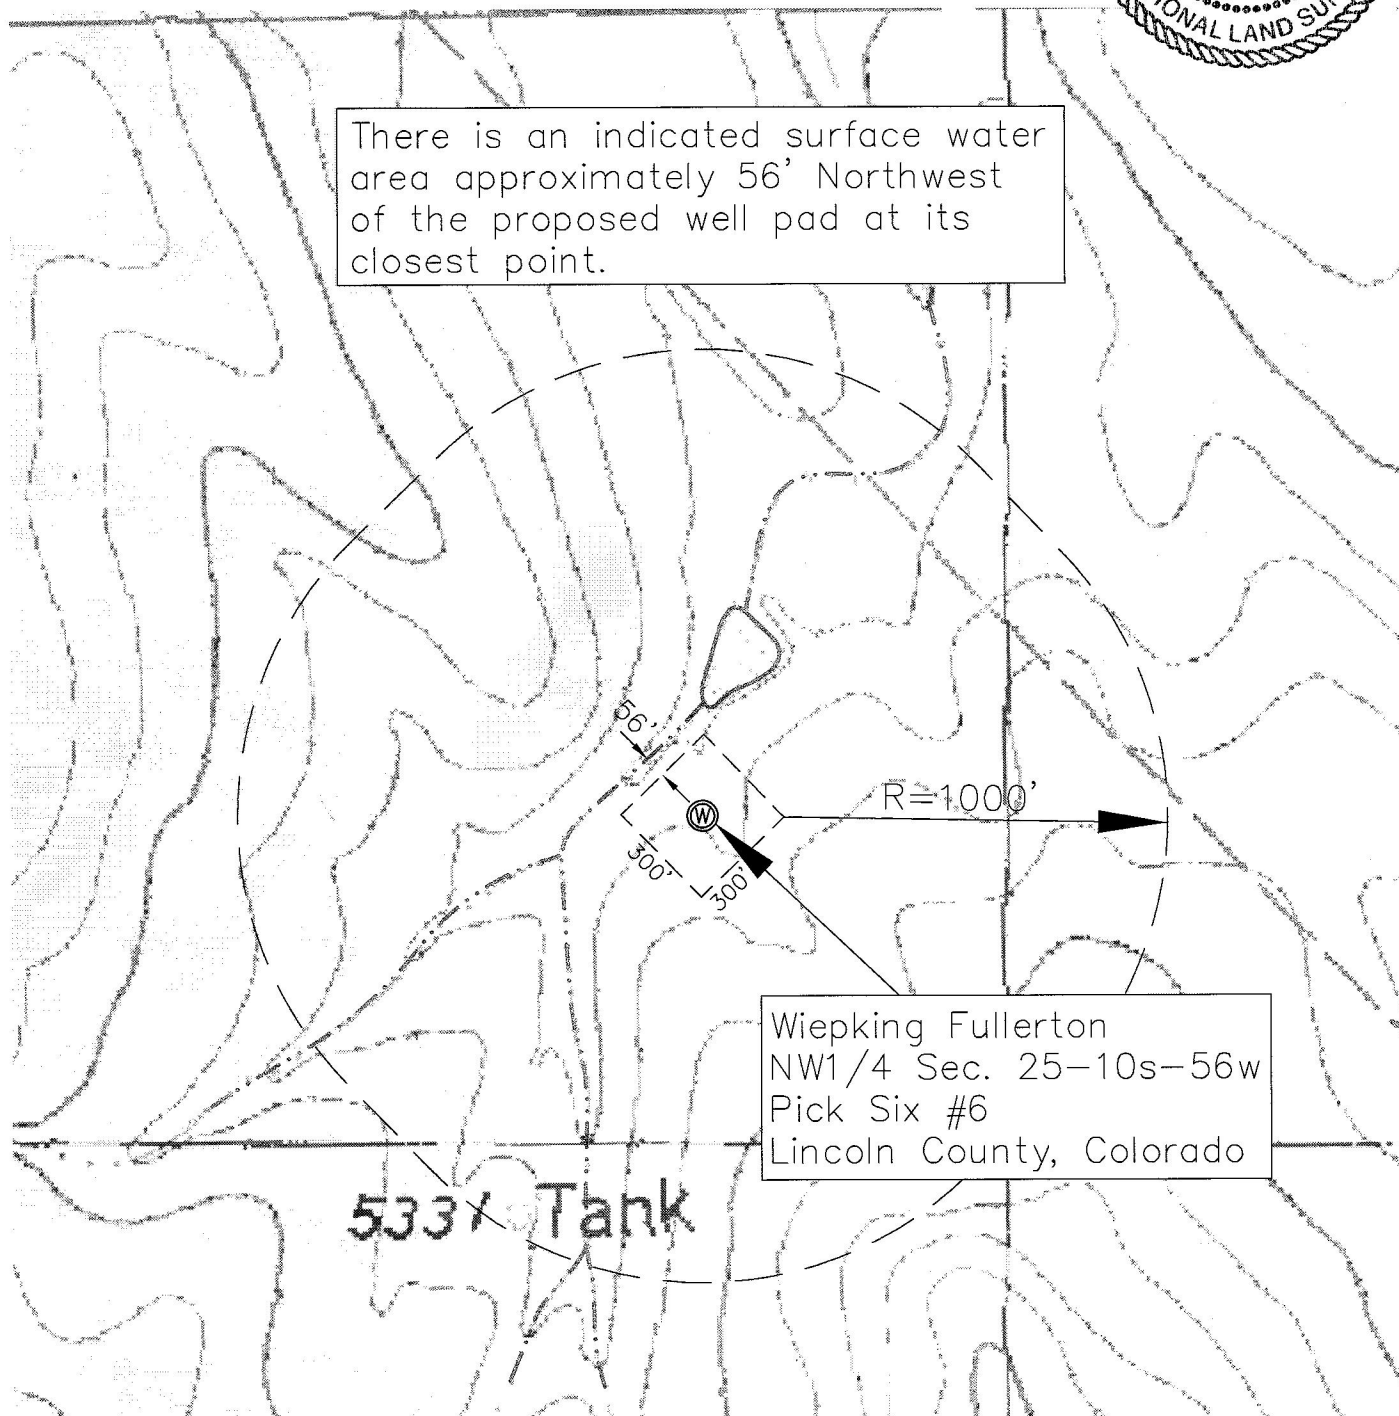 IONAL LAND SU
There is an indicated surface water
area approximately 56' Northwest
of the proposed well pad at its
closest point.
56'
R=1000'
W
300'
300'
Wiepking Fullerton
NW1/4 Sec. 25-10s-56w
Pick Six #6
Lincoln County, Colorado
Tank